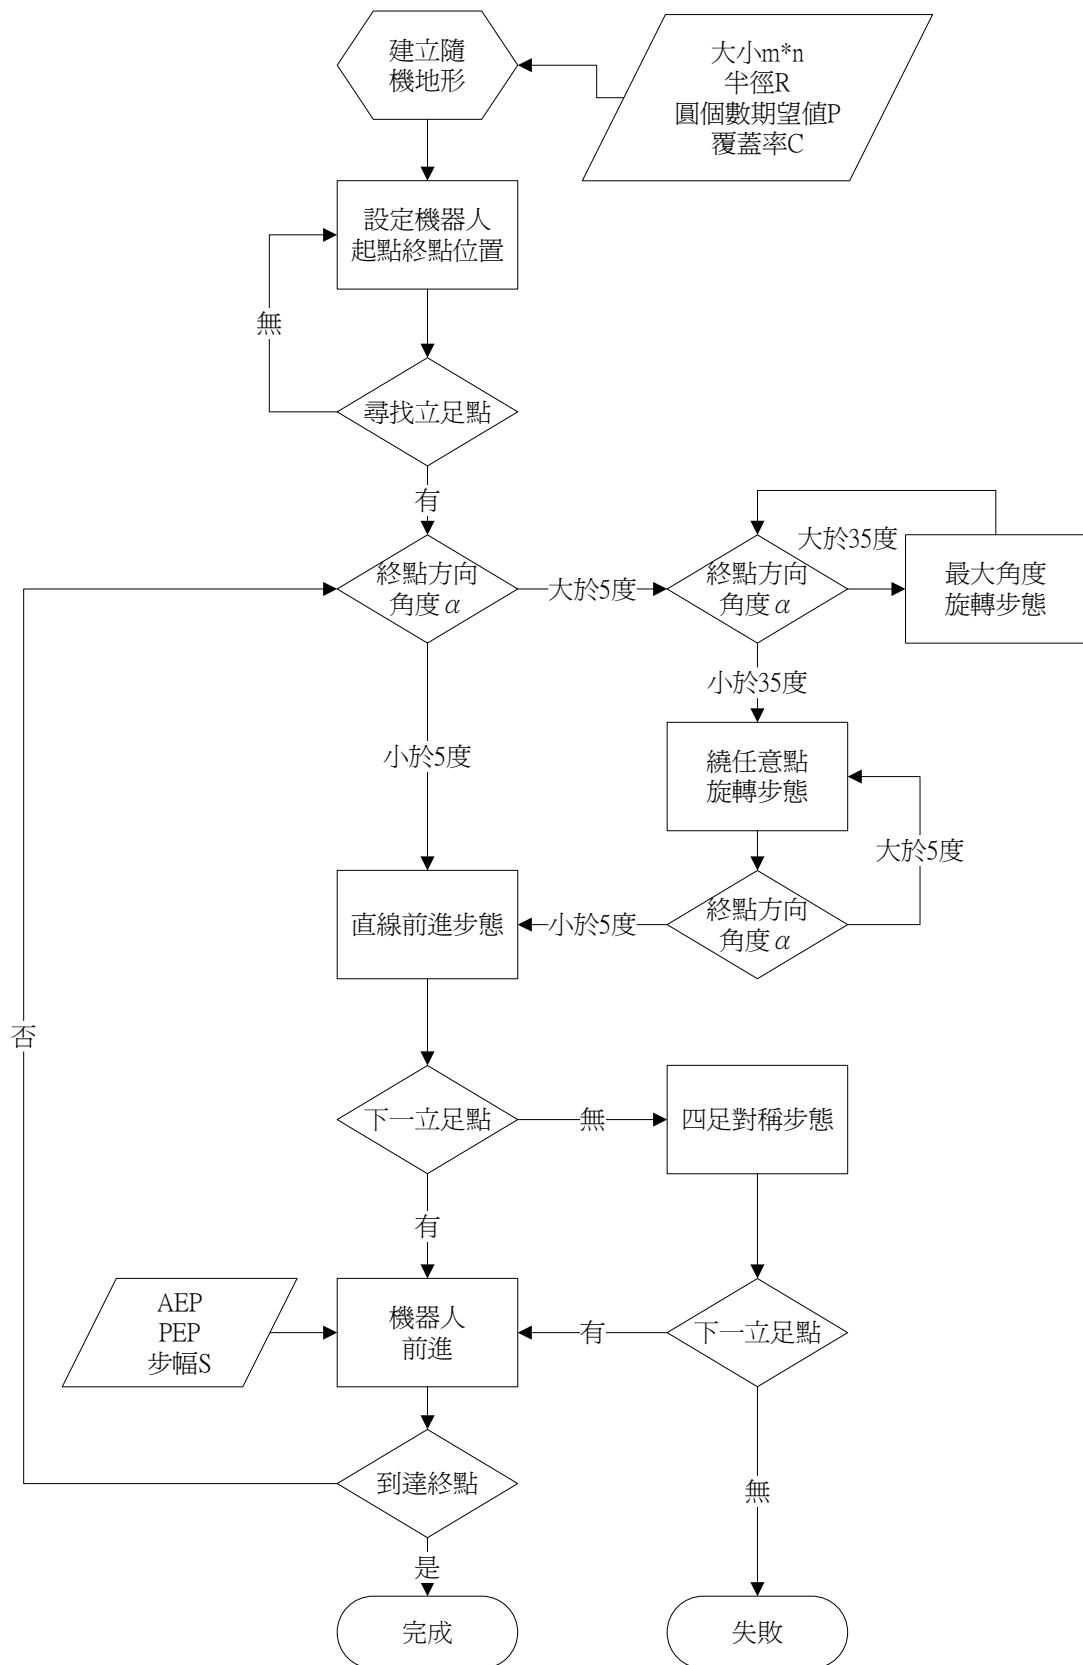 建立隨
機地形
大小m*n
半徑R
圓個數期望值P
覆蓋率C
設定機器人
起點終點位置
無
尋找立足點
有
終點方向
角度α
大於5度
終點方向
角度α
大於35度
最大角度
旋轉步態
小於35度
小於5度
繞任意點
旋轉步態
大於5度
直線前進步態
小於5度
終點方向
角度α
否
下一立足點
無
四足對稱步態
有
AEP
PEP
步幅S
機器人
前進
有
下一立足點
到達終點
無
是
完成
失敗